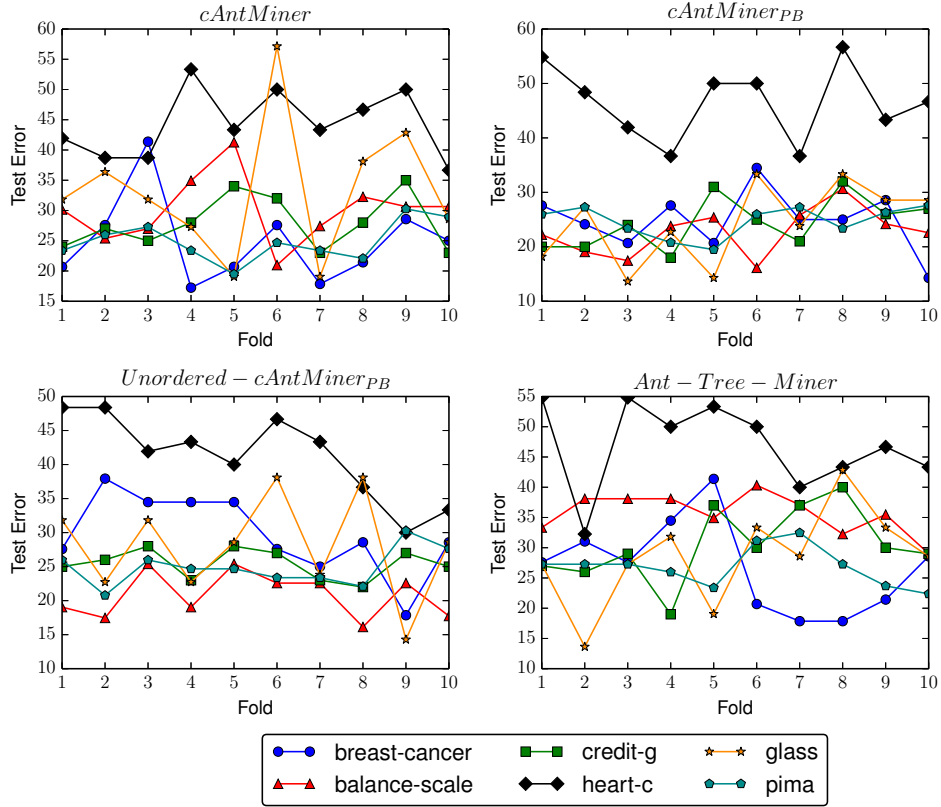 cAntMiner
60
55
50
45
40
35
30
25
20
15
Test Error
1 2 3 4 5 6 7 8 9 10
Fold
cAntMiner_PB
60
50
40
30
20
10
Test Error
1 2 3 4 5 6 7 8 9 10
Fold
Unordered − cAntMiner_PB
50
45
40
35
30
25
20
15
10
Test Error
1 2 3 4 5 6 7 8 9 10
Fold
Ant − Tree − Miner
55
50
45
40
35
30
25
20
15
10
Test Error
1 2 3 4 5 6 7 8 9 10
Fold
breast-cancer credit-g glass
balance-scale heart-c pima